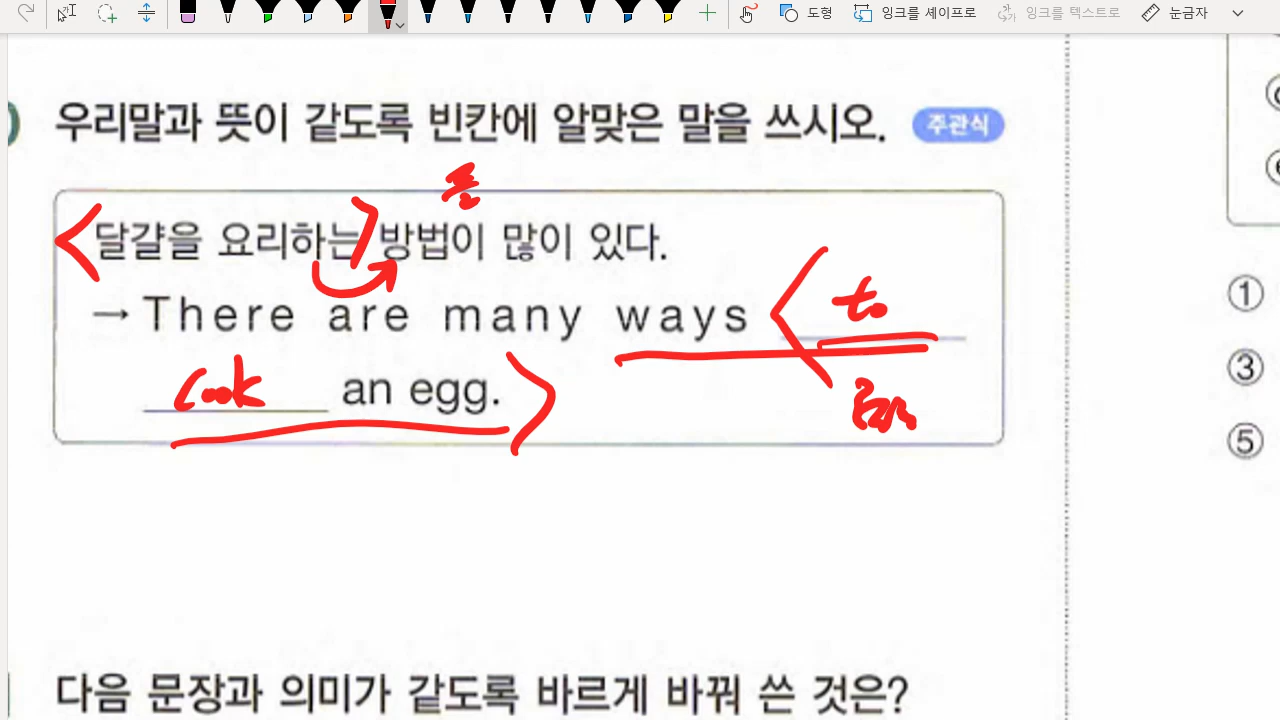 잉크를 셰이프로 도형 잉크를 텍스트로 눈금자
우리말과 뜻이 같도록 빈칸에 알맞은 말을 쓰시오. 주관식
달걀을 요리하는 방법이 많이 있다.
→ There are many ways to
cook an egg.
①
③
⑤
다음 문장과 의미가 같도록 바르게 바꿔 쓴 것은?